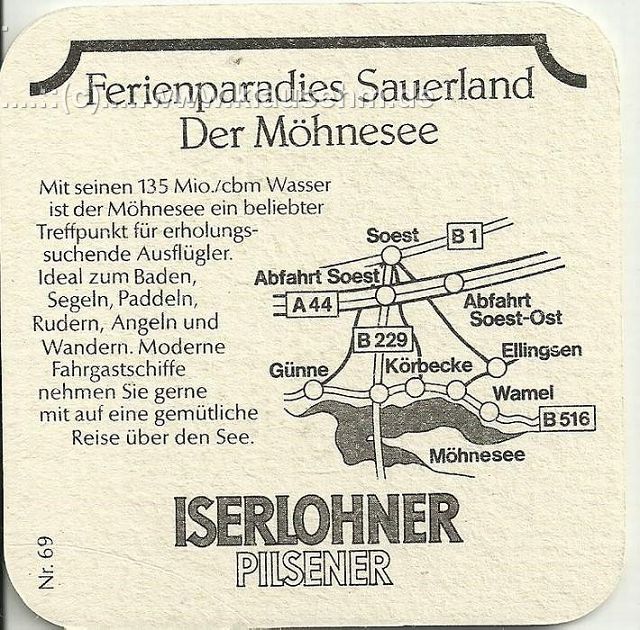 Ferienparadies Sauerland
Der Möhnesee
Mit seinen 135 Mio./cbm Wasser
ist der Möhnesee ein beliebter
Treffpunkt für erholungs-
suchende Ausflügler.
Ideal zum Baden,
Segeln, Paddeln,
Rudern, Angeln und
Wandern. Moderne
Fahrgastschiffe
nehmen Sie gerne
mit auf eine gemütliche
Reise über den See.
Soest
B 1
Abfahrt Soest
A 44
Abfahrt
Soest-Ost
B 229
Ellingsen
Günne
Körbecke
Wamel
B 516
Möhnesee
ISERLOHNER
PILSENER
Nr. 69